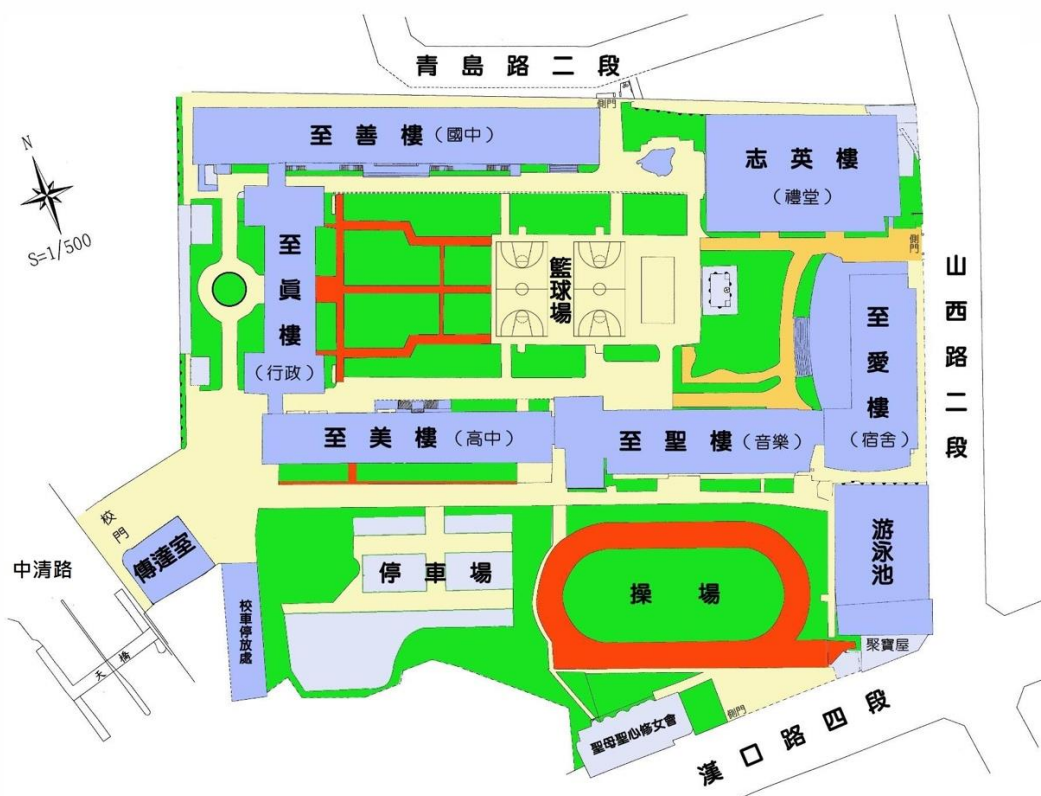 青島路二段
側門
至善樓(國中)
志英樓
(禮堂)
N
S=1/500
至眞樓
(行政)
籃球場
側門
山西路二段
至愛樓
(宿舍)
至美樓(高中)
至聖樓(音樂)
校門
傳達室
中清路
天橋
校車停放處
停車場
操場
游泳池
聚寶屋
聖母聖心修女會
側門
漢口路四段